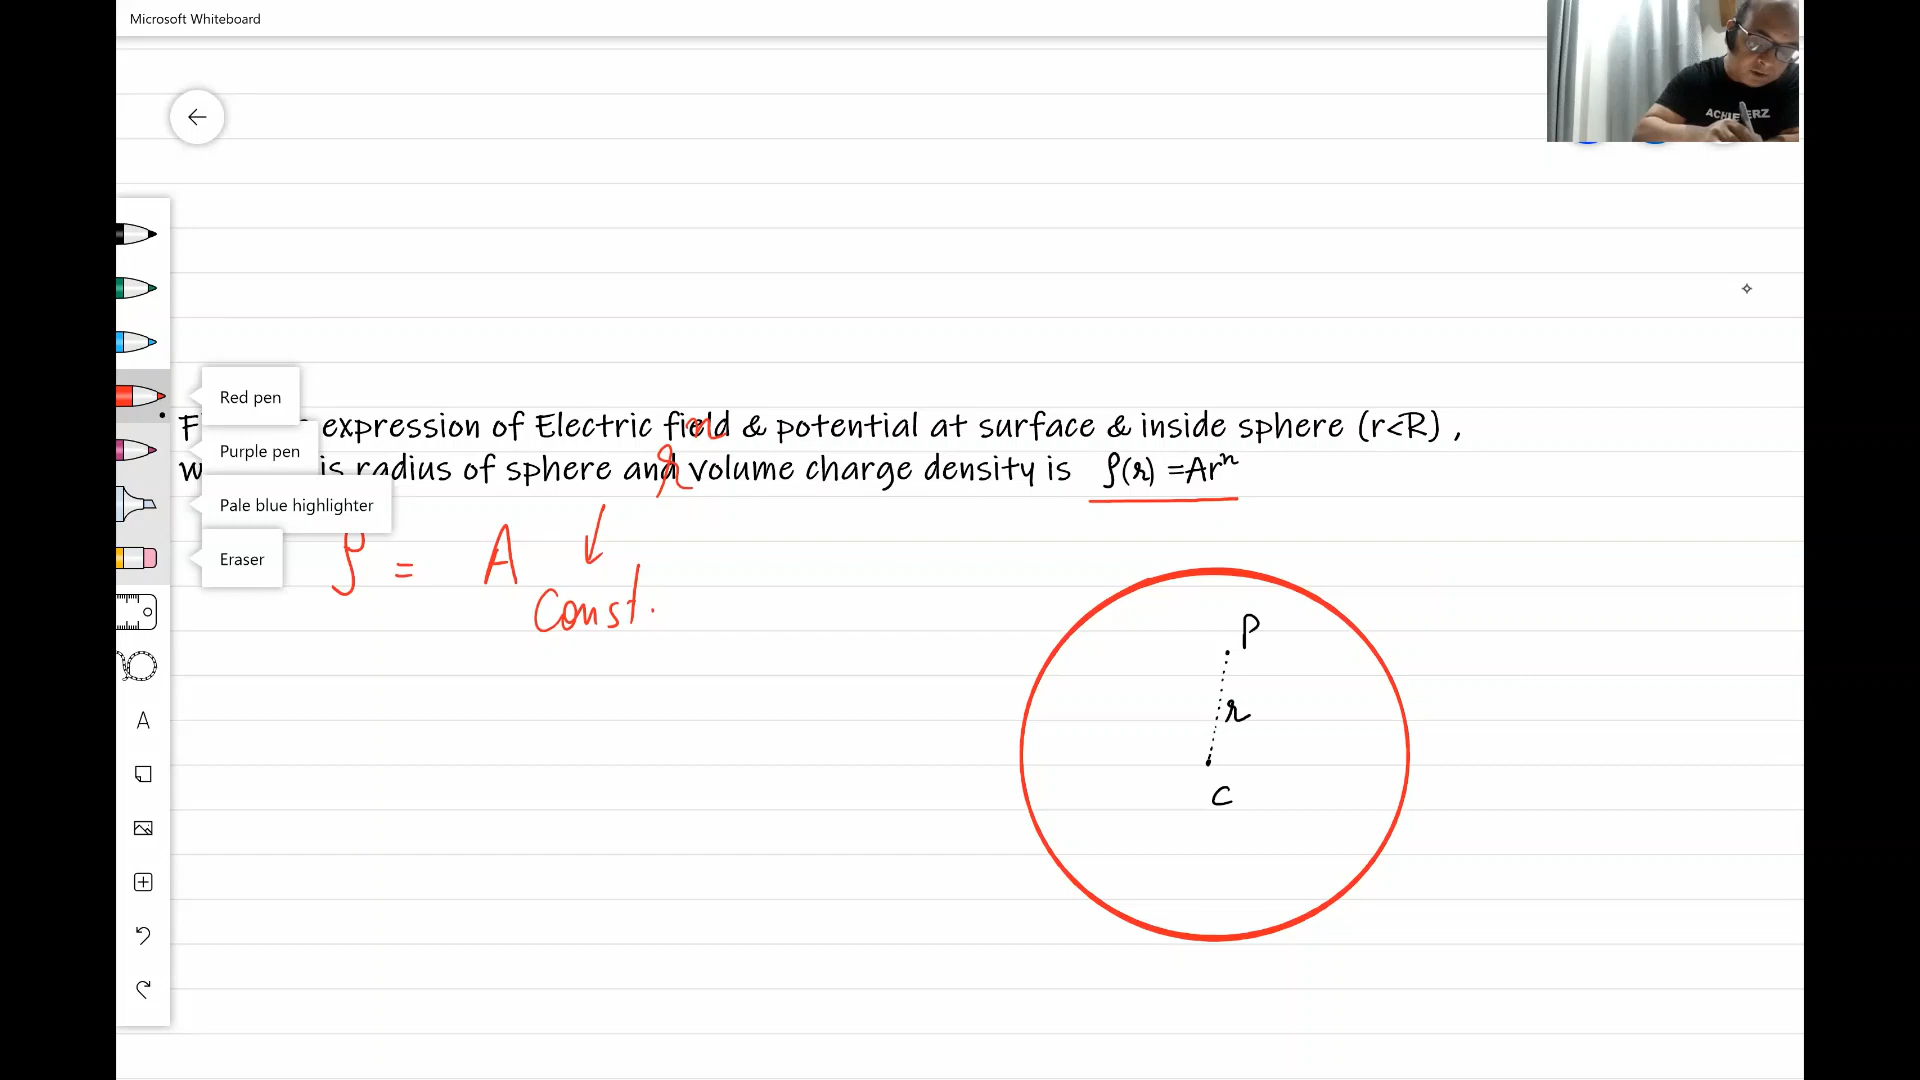 Microsoft Whiteboard
ACHIEVERZ
Red pen
expression of Electric field & potential at surface & inside sphere (r<R) ,
Purple pen
is radius of sphere and volume charge density is ρ(r) =Arⁿ
Pale blue highlighter
Eraser
ρ = A r n
Const.
P
r
C
A